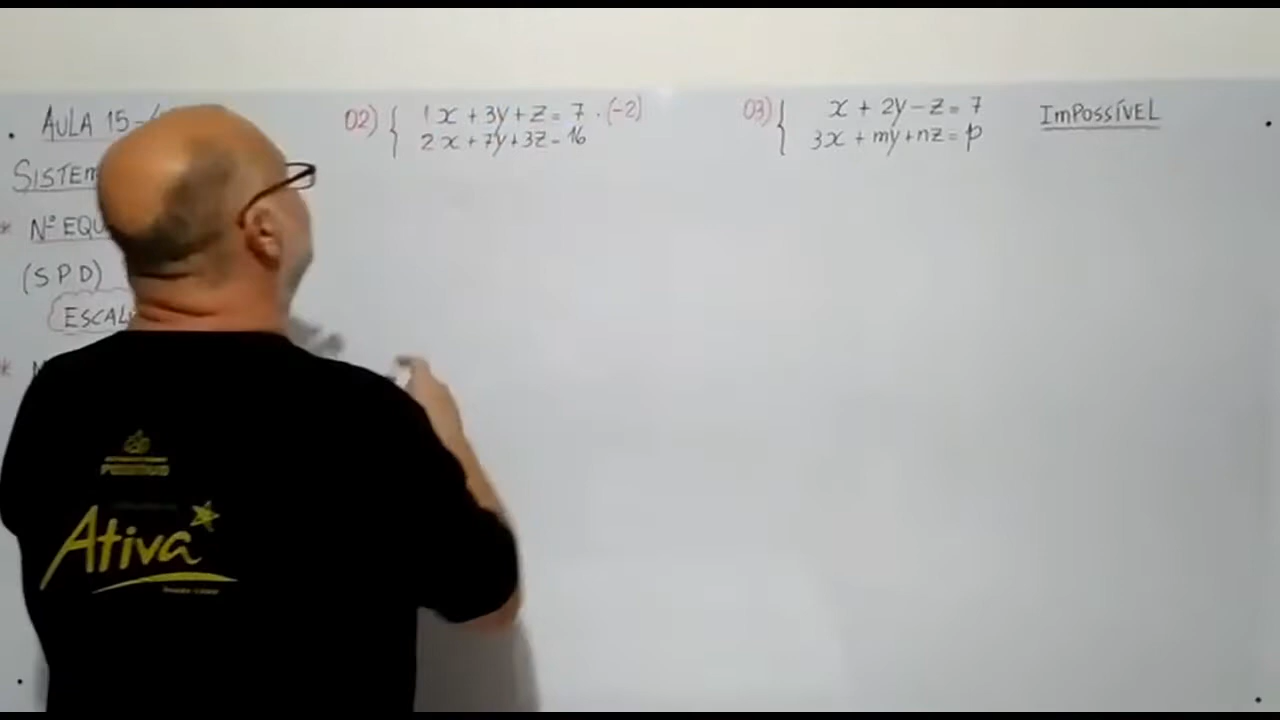 AULA 15-
SISTEM
* Nº EQU
(S P D)
ESCAL
*
02) { 1x + 3y + z = 7 · (-2)
2x + 7y + 3z - 16
03) { x + 2y - z = 7
3x + my + nz = p
ImPOSSÍVEL
Ativa